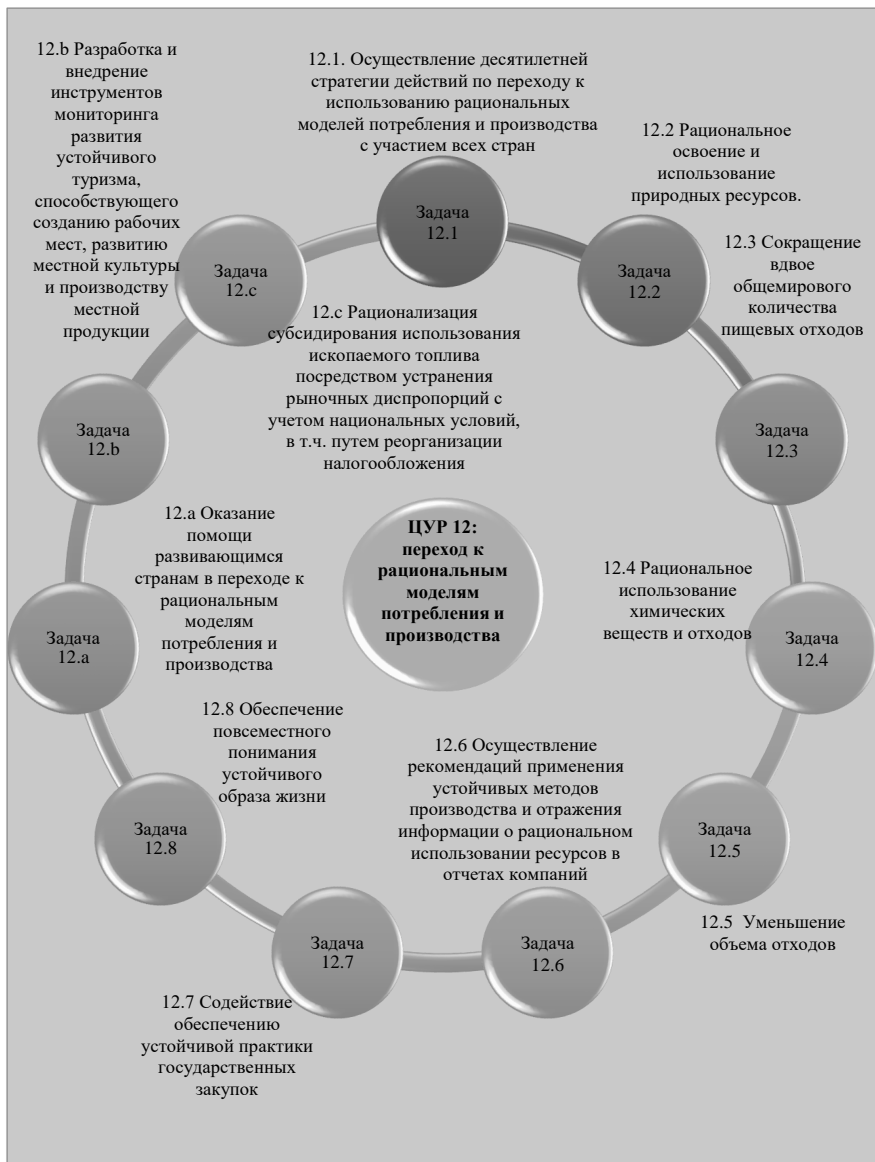 12.b Разработка и
внедрение
инструментов
мониторинга
развития
устойчивого
туризма,
способствующего
созданию рабочих
мест, развитию
местной культуры
и производству
местной
продукции
12.1. Осуществление десятилетней
стратегии действий по переходу к
использованию рациональных
моделей потребления и производства
с участием всех стран
12.2 Рациональное
освоение и
использование
природных ресурсов.
Задача
12.1
Задача
12.2
Задача
12.c
12.3 Сокращение
вдвое
общемирового
количества
пищевых отходов
12.c Рационализация
субсидирования использования
ископаемого топлива
посредством устранения
рыночных диспропорций с
учетом национальных условий,
в т.ч. путем реорганизации
налогообложения
Задача
12.b
Задача
12.3
12.a Оказание
помощи
развивающимся
странам в переходе к
рациональным
моделям
потребления и
производства
ЦУР 12:
переход к
рациональным
моделям
потребления и
производства
12.4 Рациональное
использование
химических
веществ и отходов
Задача
12.a
Задача
12.4
12.8 Обеспечение
повсеместного
понимания
устойчивого
образа жизни
12.6 Осуществление
рекомендаций применения
устойчивых методов
производства и отражения
информации о рациональном
использовании ресурсов в
отчетах компаний
Задача
12.8
Задача
12.5
12.5 Уменьшение
объема отходов
Задача
12.7
Задача
12.6
12.7 Содействие
обеспечению
устойчивой практики
государственных
закупок